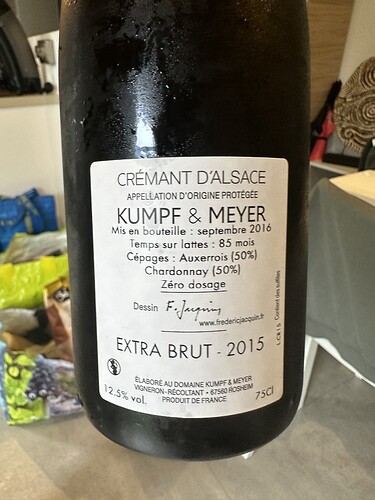 CRÉMANT D'ALSACE
APPELLATION D'ORIGINE PROTÉGÉE
KUMPF & MEYER
Mis en bouteille : septembre 2016
Temps sur lattes : 85 mois
Cépages : Auxerrois (50%)
Chardonnay (50%)
Zéro dosage
Dessin F. Jacquin
www.fredericjacquin.fr
EXTRA BRUT - 2015
ÉLABORÉ AU DOMAINE KUMPF & MEYER
VIGNERON-RÉCOLTANT • 67560 ROSHEIM
PRODUIT DE FRANCE
12.5% vol.
75Cl
L.CR15 Contient des sulfites